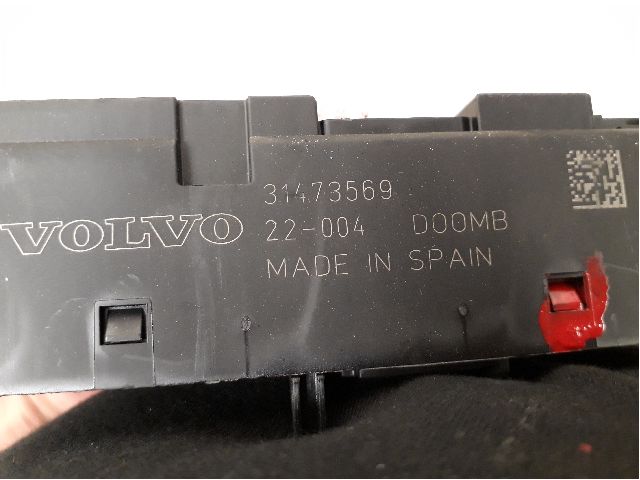 31473569
VOLVO 22-004 D00MB
MADE IN SPAIN